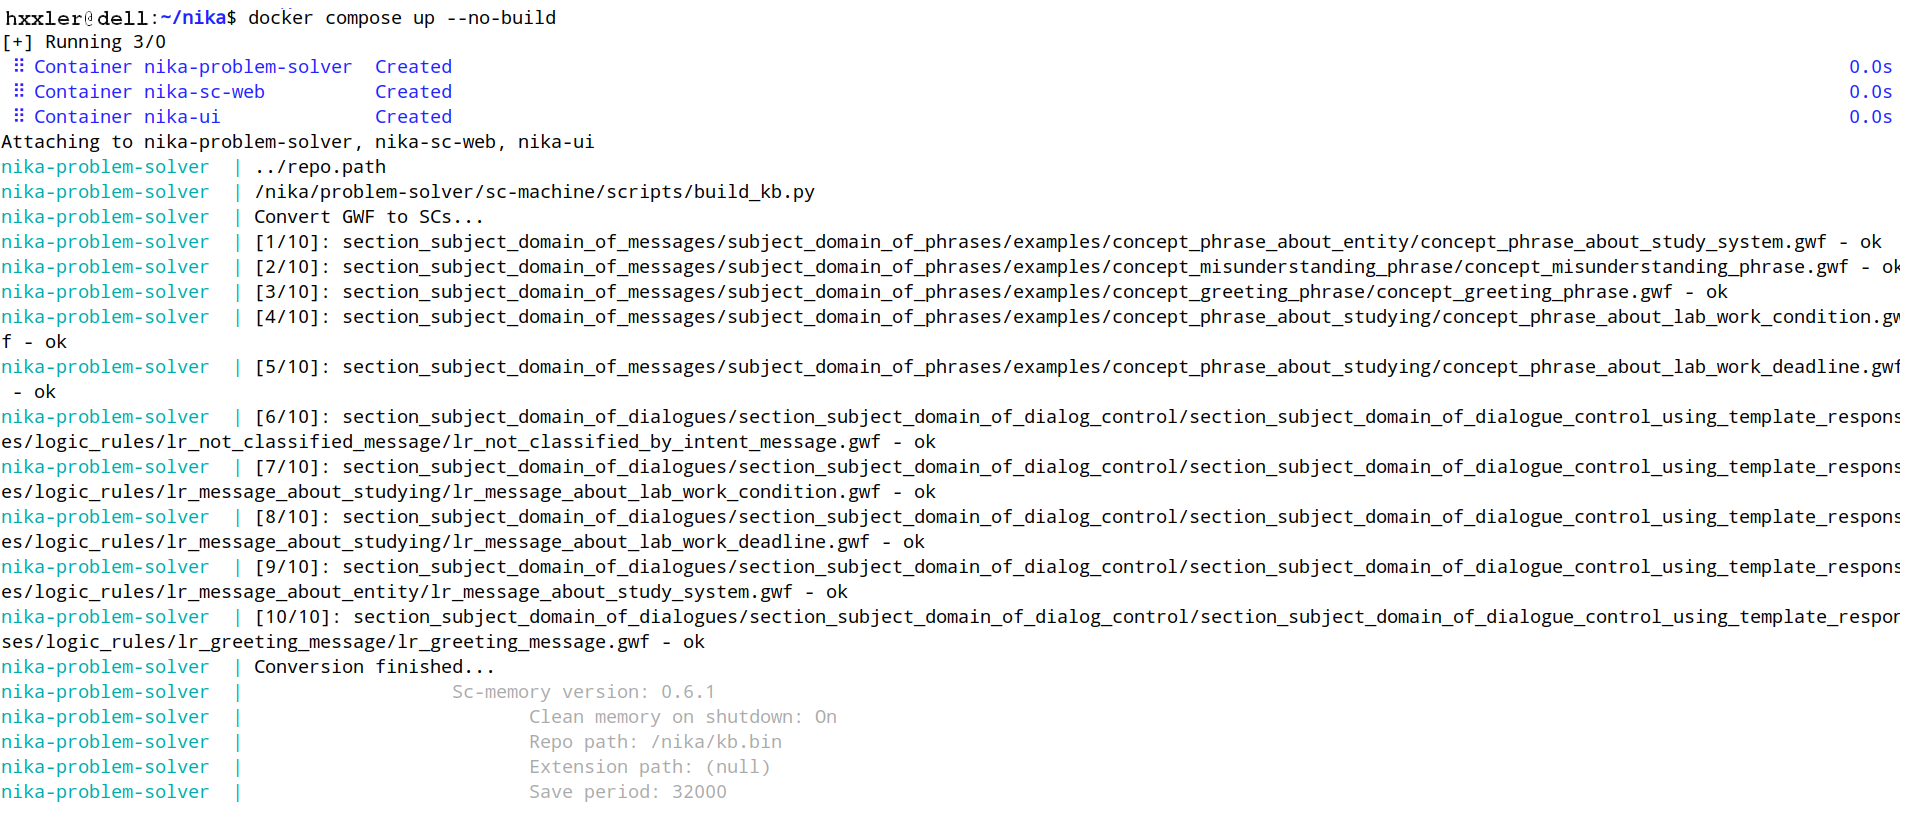 hxxler@dell:~/nika$ docker compose up --no-build
[+] Running 3/0
⠿ Container nika-problem-solver  Created  0.0s
⠿ Container nika-sc-web          Created  0.0s
⠿ Container nika-ui              Created  0.0s
Attaching to nika-problem-solver, nika-sc-web, nika-ui
nika-problem-solver  | ../repo.path
nika-problem-solver  | /nika/problem-solver/sc-machine/scripts/build_kb.py
nika-problem-solver  | Convert GWF to SCs...
nika-problem-solver  | [1/10]: section_subject_domain_of_messages/subject_domain_of_phrases/examples/concept_phrase_about_entity/concept_phrase_about_study_system.gwf - ok
nika-problem-solver  | [2/10]: section_subject_domain_of_messages/subject_domain_of_phrases/examples/concept_misunderstanding_phrase/concept_misunderstanding_phrase.gwf - ok
nika-problem-solver  | [3/10]: section_subject_domain_of_messages/subject_domain_of_phrases/examples/concept_greeting_phrase/concept_greeting_phrase.gwf - ok
nika-problem-solver  | [4/10]: section_subject_domain_of_messages/subject_domain_of_phrases/examples/concept_phrase_about_studying/concept_phrase_about_lab_work_condition.gw
f - ok
nika-problem-solver  | [5/10]: section_subject_domain_of_messages/subject_domain_of_phrases/examples/concept_phrase_about_studying/concept_phrase_about_lab_work_deadline.gwf
 - ok
nika-problem-solver  | [6/10]: section_subject_domain_of_dialogues/section_subject_domain_of_dialog_control/section_subject_domain_of_dialogue_control_using_template_respons
es/logic_rules/lr_not_classified_message/lr_not_classified_by_intent_message.gwf - ok
nika-problem-solver  | [7/10]: section_subject_domain_of_dialogues/section_subject_domain_of_dialog_control/section_subject_domain_of_dialogue_control_using_template_respons
es/logic_rules/lr_message_about_studying/lr_message_about_lab_work_condition.gwf - ok
nika-problem-solver  | [8/10]: section_subject_domain_of_dialogues/section_subject_domain_of_dialog_control/section_subject_domain_of_dialogue_control_using_template_respons
es/logic_rules/lr_message_about_studying/lr_message_about_lab_work_deadline.gwf - ok
nika-problem-solver  | [9/10]: section_subject_domain_of_dialogues/section_subject_domain_of_dialog_control/section_subject_domain_of_dialogue_control_using_template_respons
es/logic_rules/lr_message_about_entity/lr_message_about_study_system.gwf - ok
nika-problem-solver  | [10/10]: section_subject_domain_of_dialogues/section_subject_domain_of_dialog_control/section_subject_domain_of_dialogue_control_using_template_respon
ses/logic_rules/lr_greeting_message/lr_greeting_message.gwf - ok
nika-problem-solver  | Conversion finished...
nika-problem-solver  | Sc-memory version: 0.6.1
nika-problem-solver  | Clean memory on shutdown: On
nika-problem-solver  | Repo path: /nika/kb.bin
nika-problem-solver  | Extension path: (null)
nika-problem-solver  | Save period: 32000